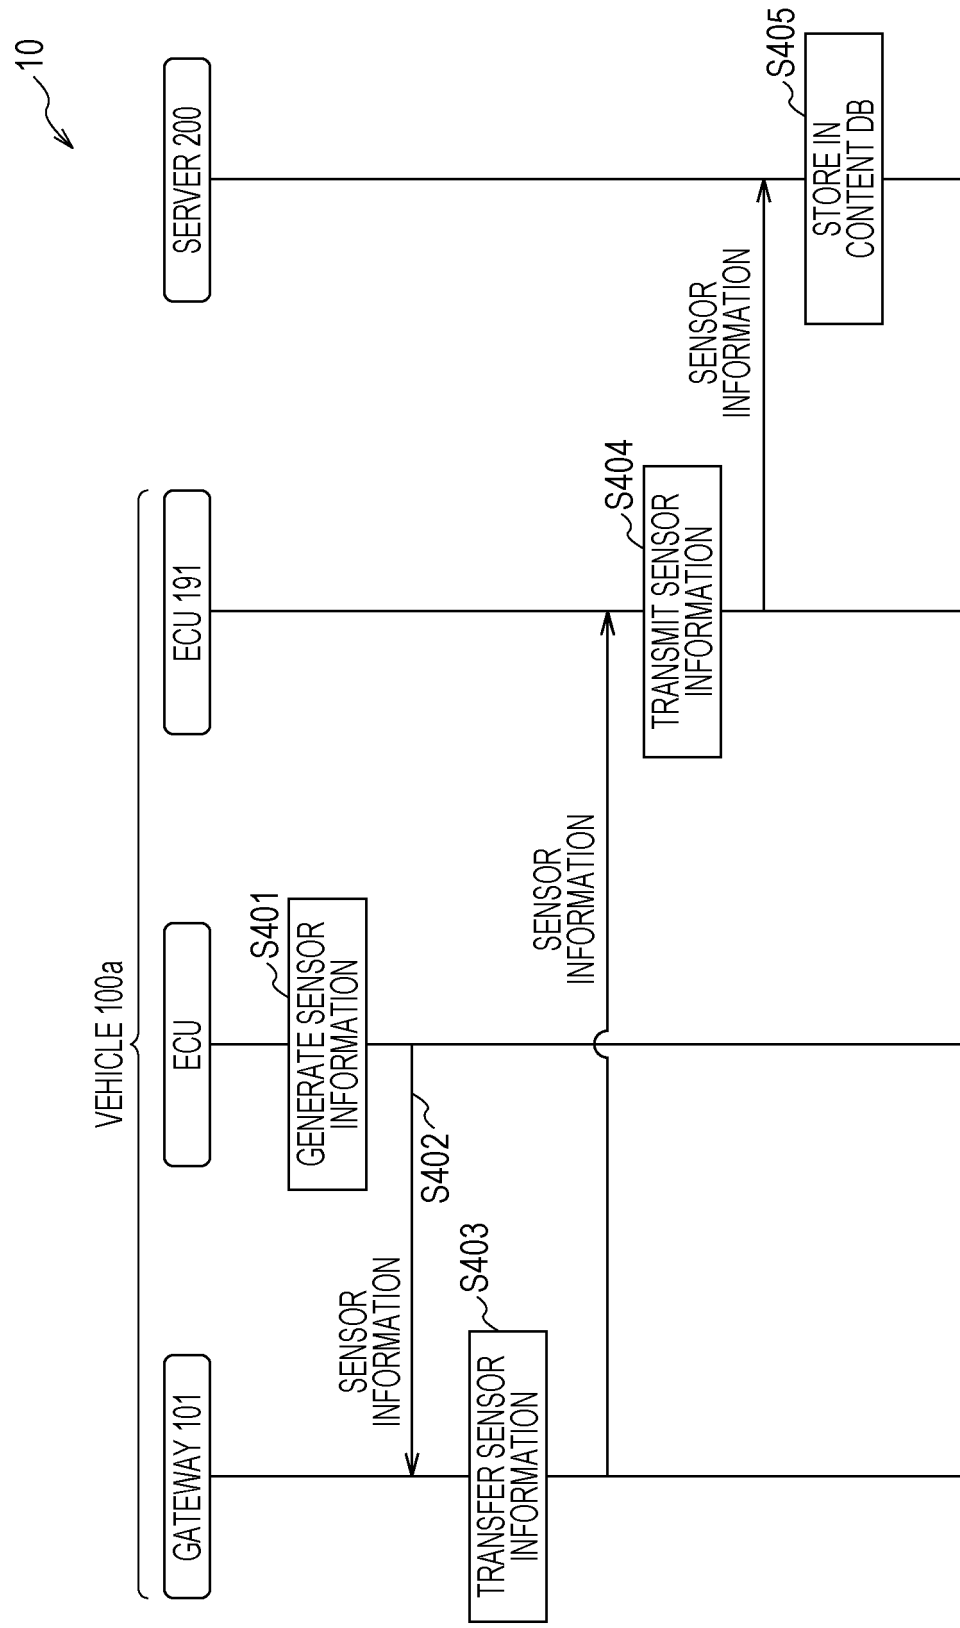 10
VEHICLE 100a
GATEWAY 101
ECU
ECU 191
SERVER 200
S401
GENERATE SENSOR
INFORMATION
SENSOR
INFORMATION
S402
S403
TRANSFER SENSOR
INFORMATION
SENSOR
INFORMATION
S404
TRANSMIT SENSOR
INFORMATION
SENSOR
INFORMATION
S405
STORE IN
CONTENT DB